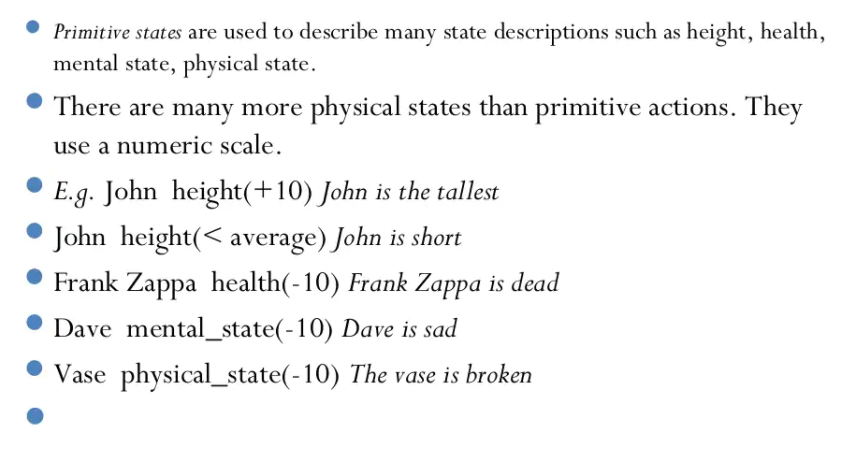 Primitive states are used to describe many state descriptions such as height, health,
mental state, physical state.
There are many more physical states than primitive actions. They
use a numeric scale.
E.g. John height(+10) John is the tallest
John height(< average) John is short
Frank Zappa health(-10) Frank Zappa is dead
Dave mental_state(-10) Dave is sad
Vase physical_state(-10) The vase is broken